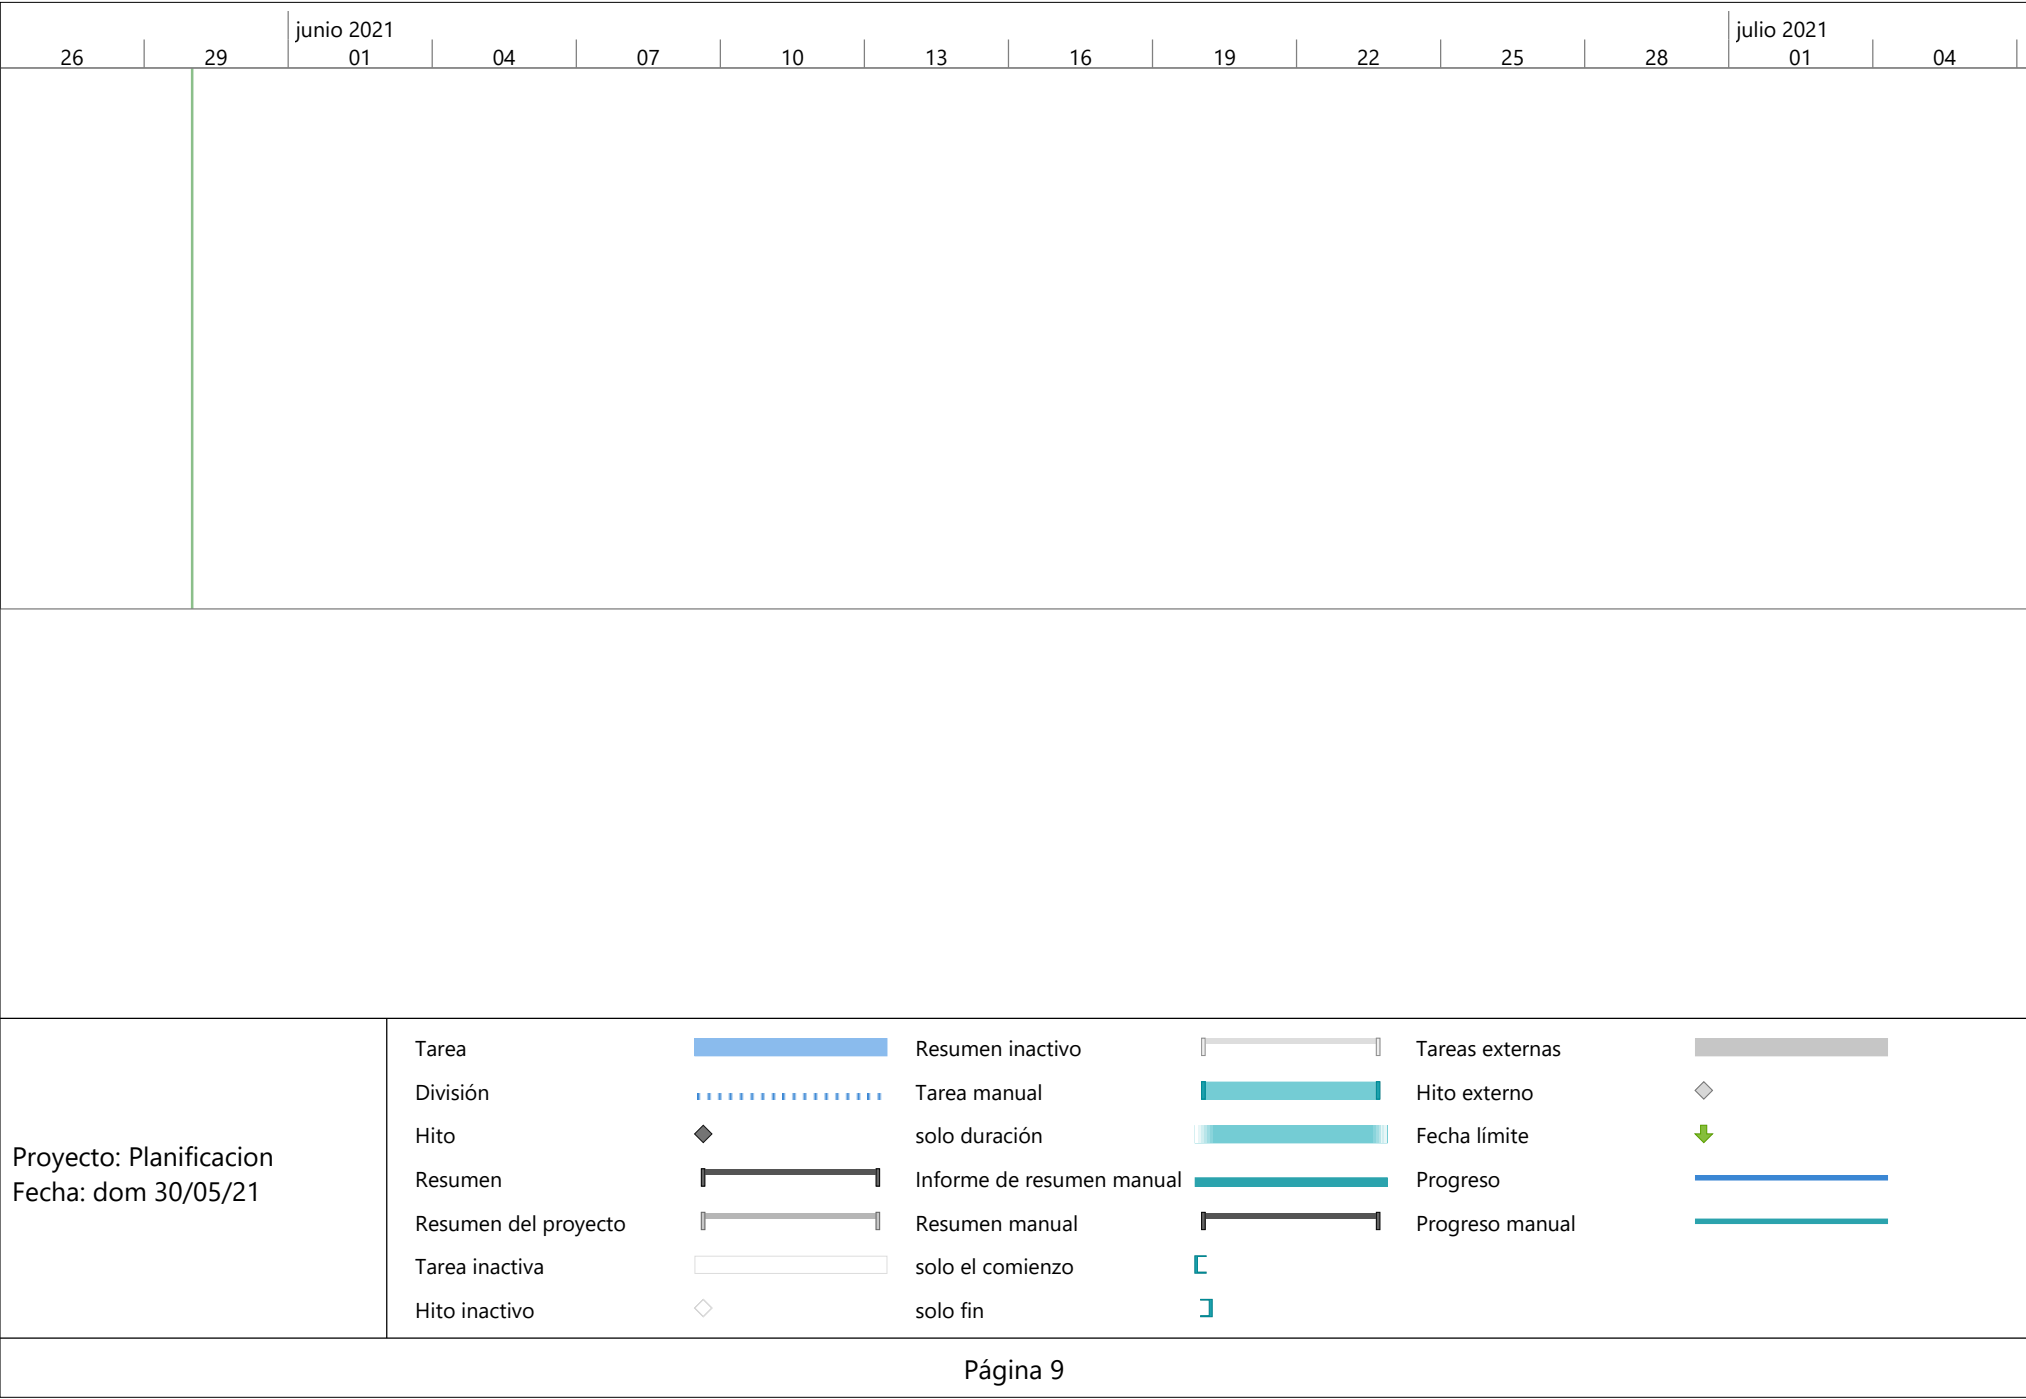 junio 2021 julio 2021
26 29 01 04 07 10 13 16 19 22 25 28 01 04
Proyecto: Planificacion
Fecha: dom 30/05/21
Tarea
División
Hito
Resumen
Resumen del proyecto
Tarea inactiva
Hito inactivo
Resumen inactivo
Tarea manual
solo duración
Informe de resumen manual
Resumen manual
solo el comienzo
solo fin
Tareas externas
Hito externo
Fecha límite
Progreso
Progreso manual
Página 9